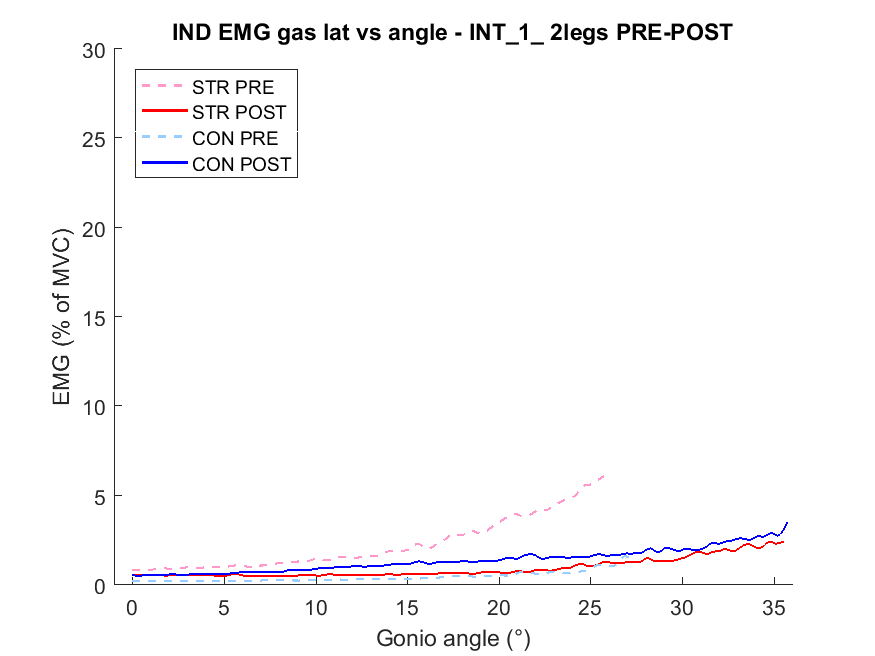 IND EMG gas lat vs angle - INT_1_ 2legs PRE-POST
30
25
20
15
10
5
0
EMG (% of MVC)
STR PRE
STR POST
CON PRE
CON POST
0 5 10 15 20 25 30 35
Gonio angle (°)